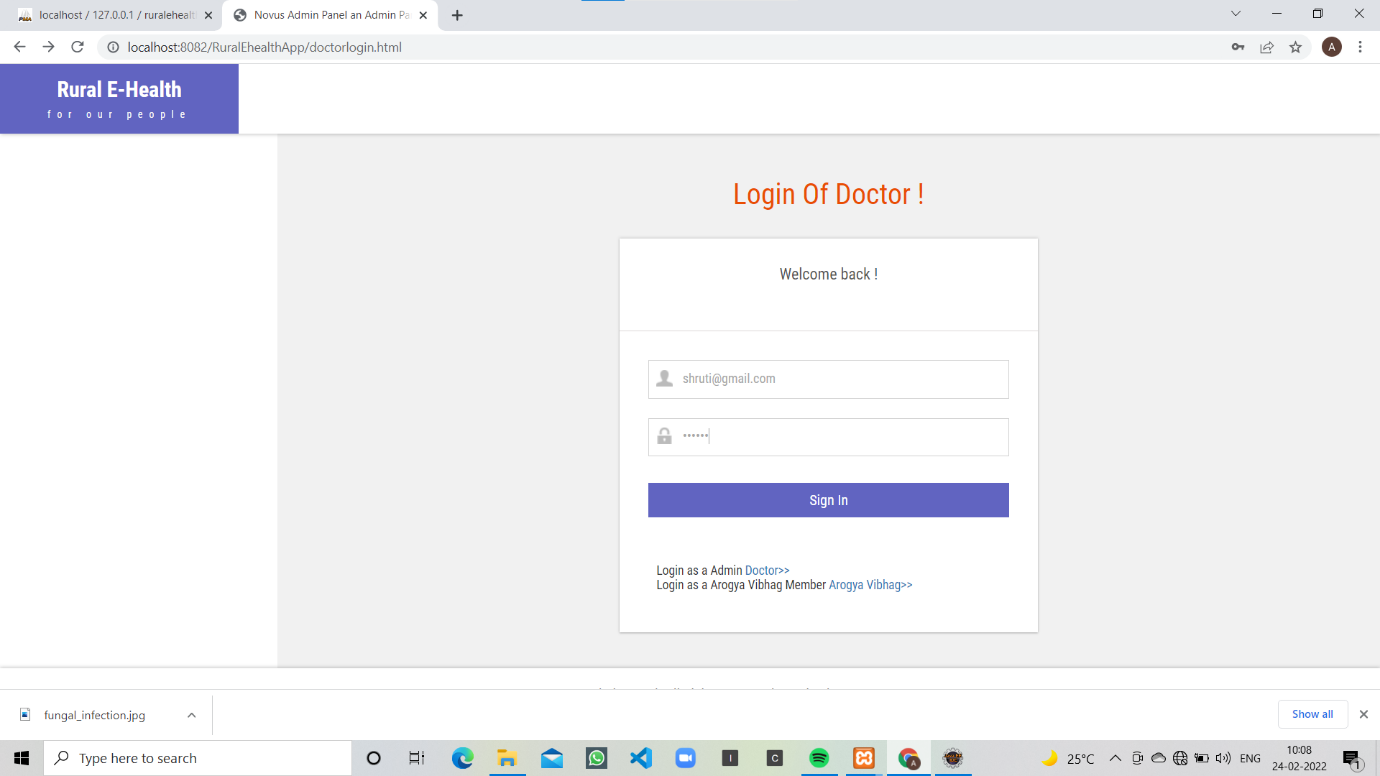 localhost / 127.0.0.1 / ruralehealt
Novus Admin Panel an Admin Pa
localhost:8082/RuralEhealthApp/doctorlogin.html
A
Rural E-Health
for our people
Login Of Doctor !
Welcome back !
shruti@gmail.com
••••••
Sign In
Login as a Admin Doctor>>
Login as a Arogya Vibhag Member Arogya Vibhag>>
fungal_infection.jpg
Show all
Type here to search
I
C
A
25°C
ENG
10:08
24-02-2022
1